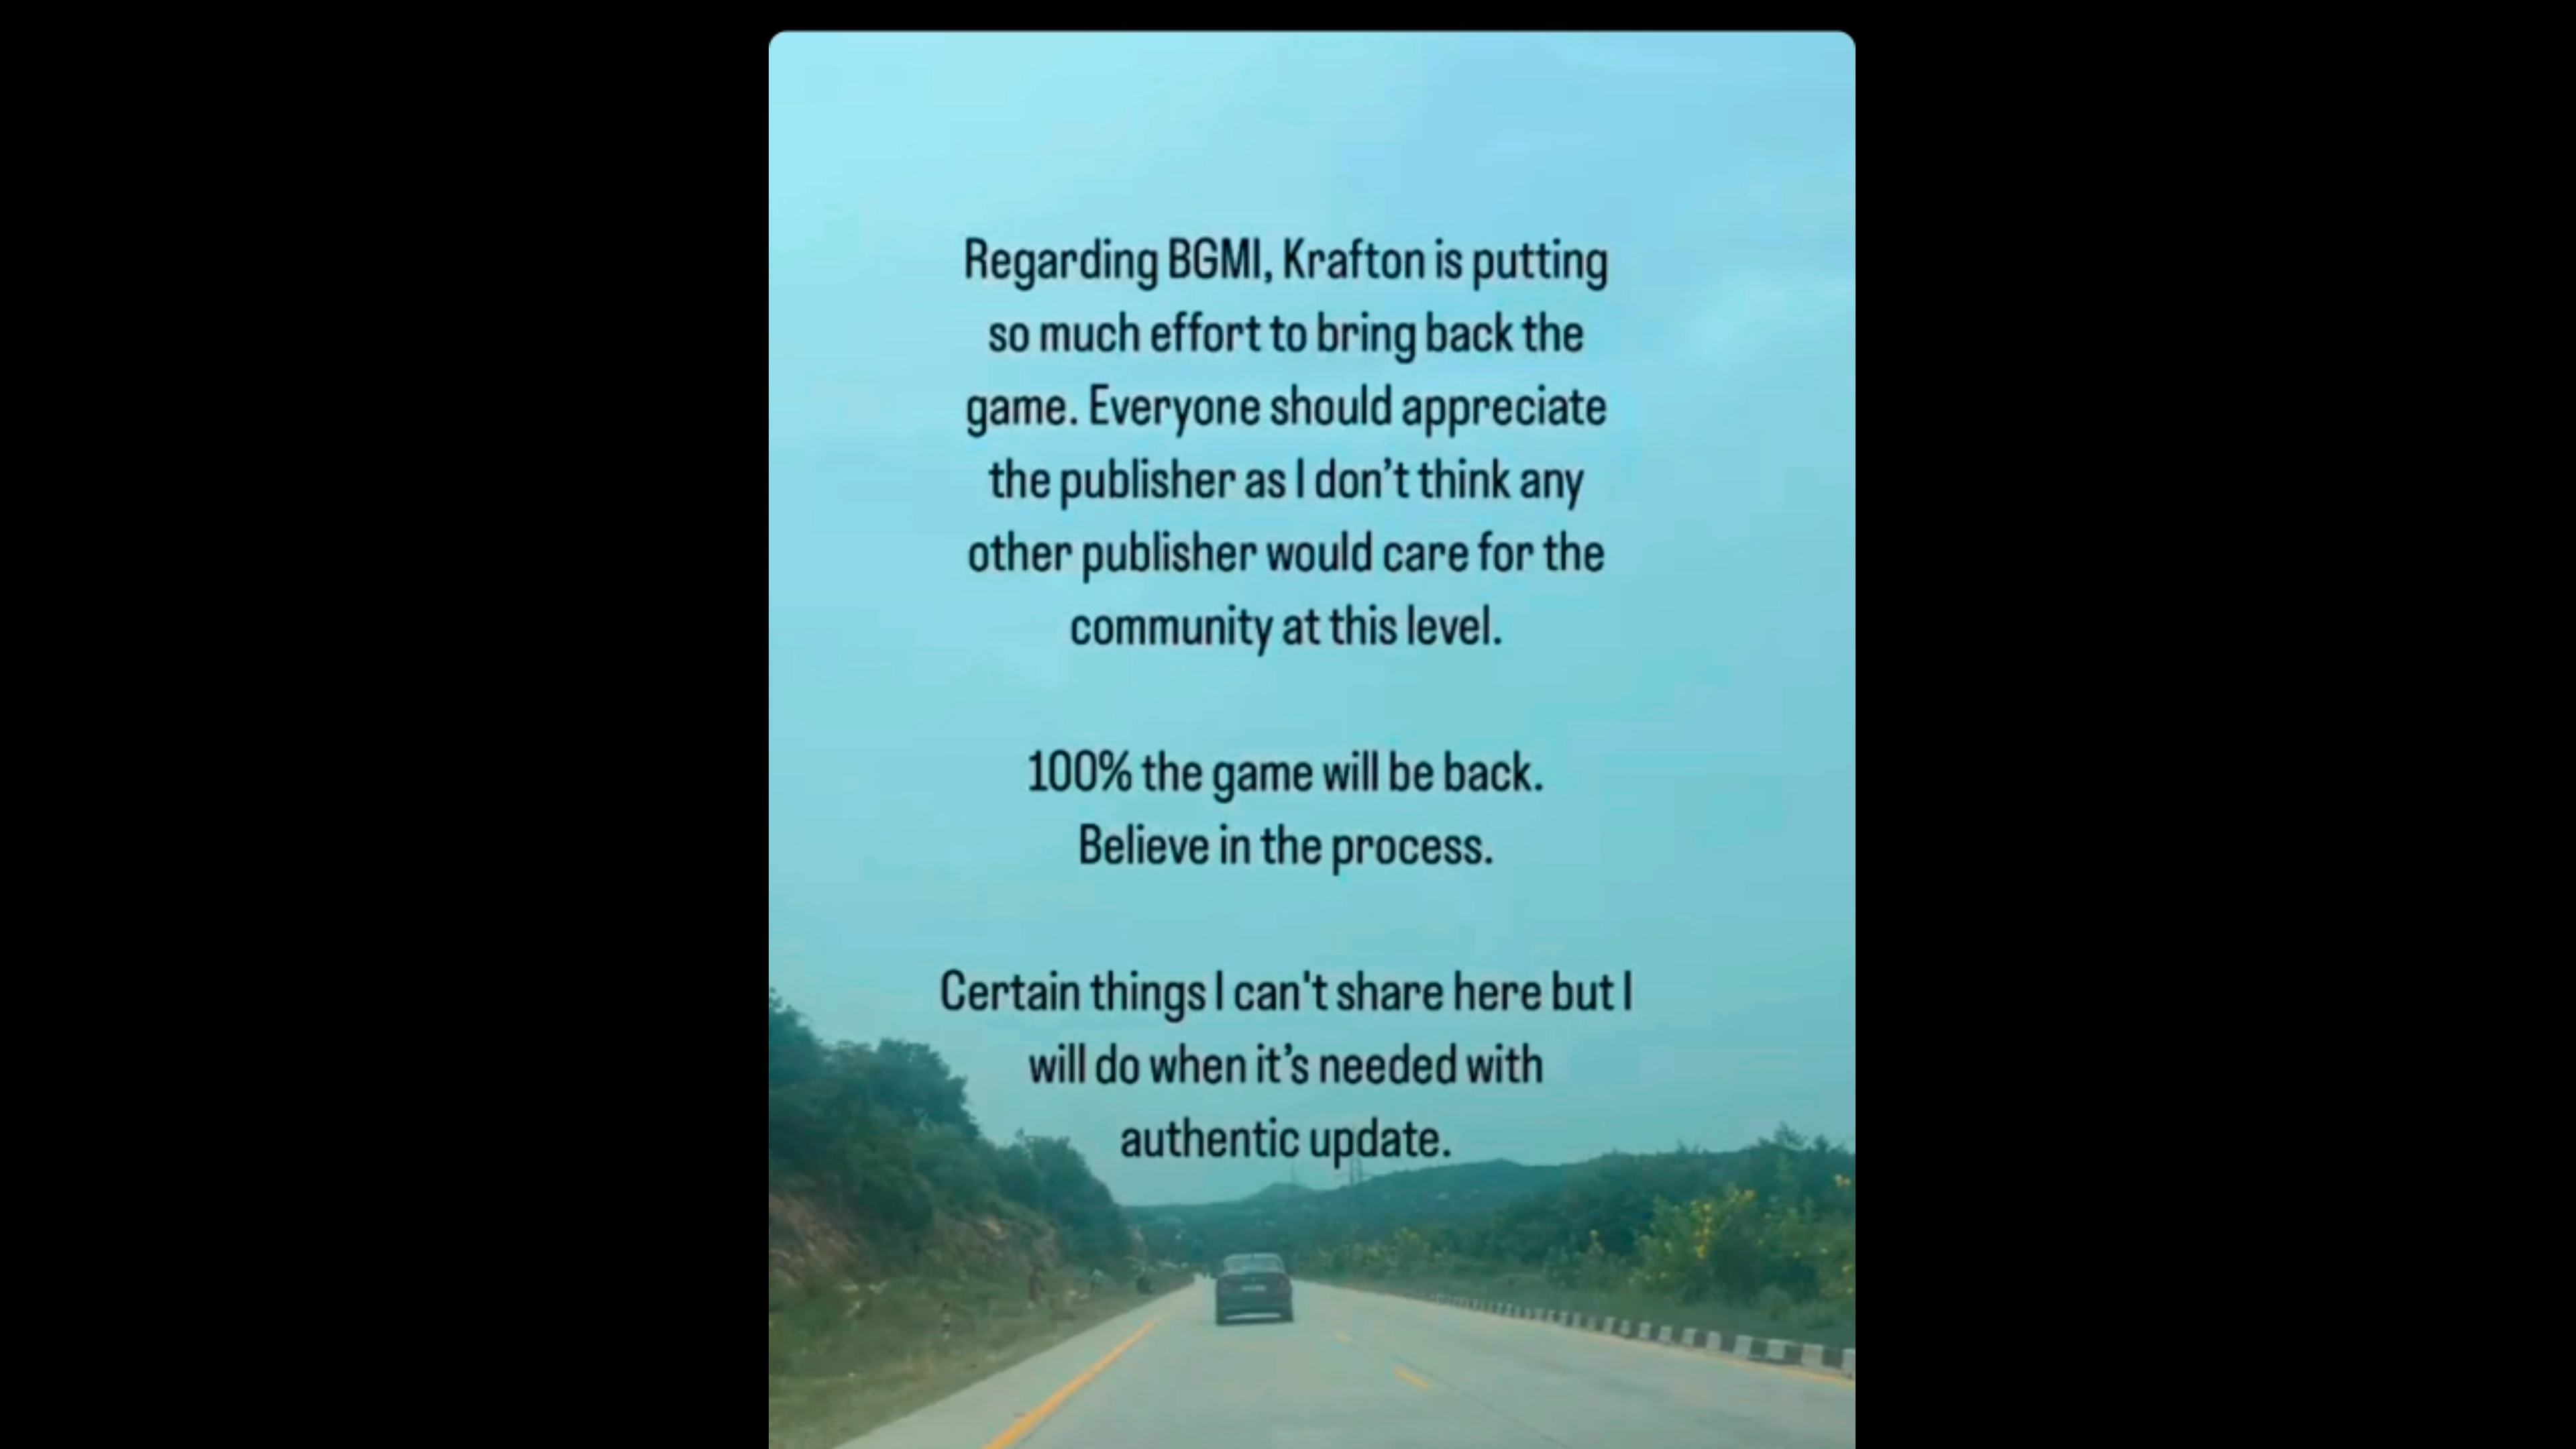 Regarding BGMI, Krafton is putting
so much effort to bring back the
game. Everyone should appreciate
the publisher as I don’t think any
other publisher would care for the
community at this level.
100% the game will be back.
Believe in the process.
Certain things I can't share here but I
will do when it’s needed with
authentic update.